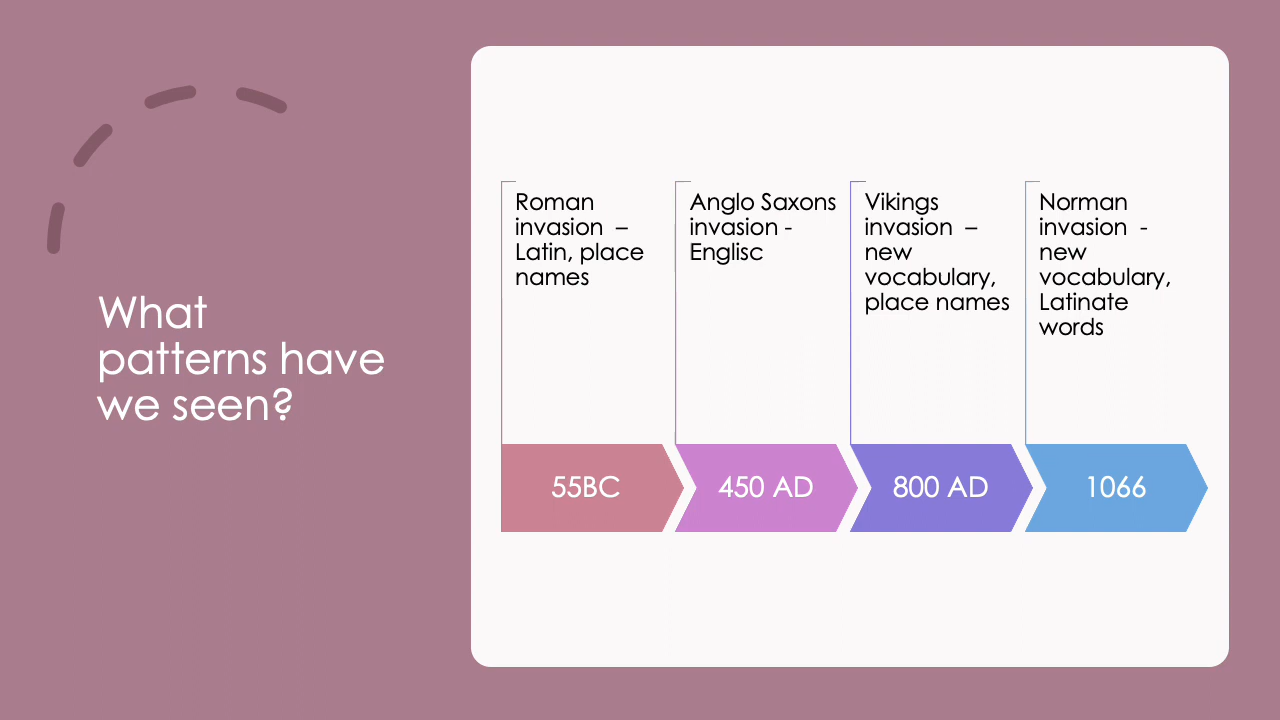 What
patterns have
we seen?
Roman
invasion  –
Latin, place
names
Anglo Saxons
invasion -
Englisc
Vikings
invasion  –
new
vocabulary,
place names
Norman
invasion  -
new
vocabulary,
Latinate
words
55BC
450 AD
800 AD
1066